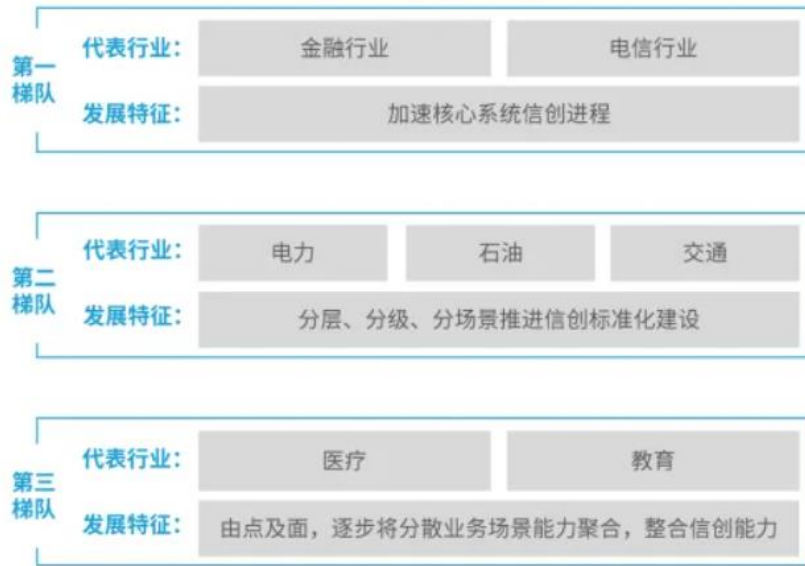 第一梯队
代表行业： 金融行业 电信行业
发展特征： 加速核心系统信创进程
第二梯队
代表行业： 电力 石油 交通
发展特征： 分层、分级、分场景推进信创标准化建设
第三梯队
代表行业： 医疗 教育
发展特征： 由点及面，逐步将分散业务场景能力聚合，整合信创能力